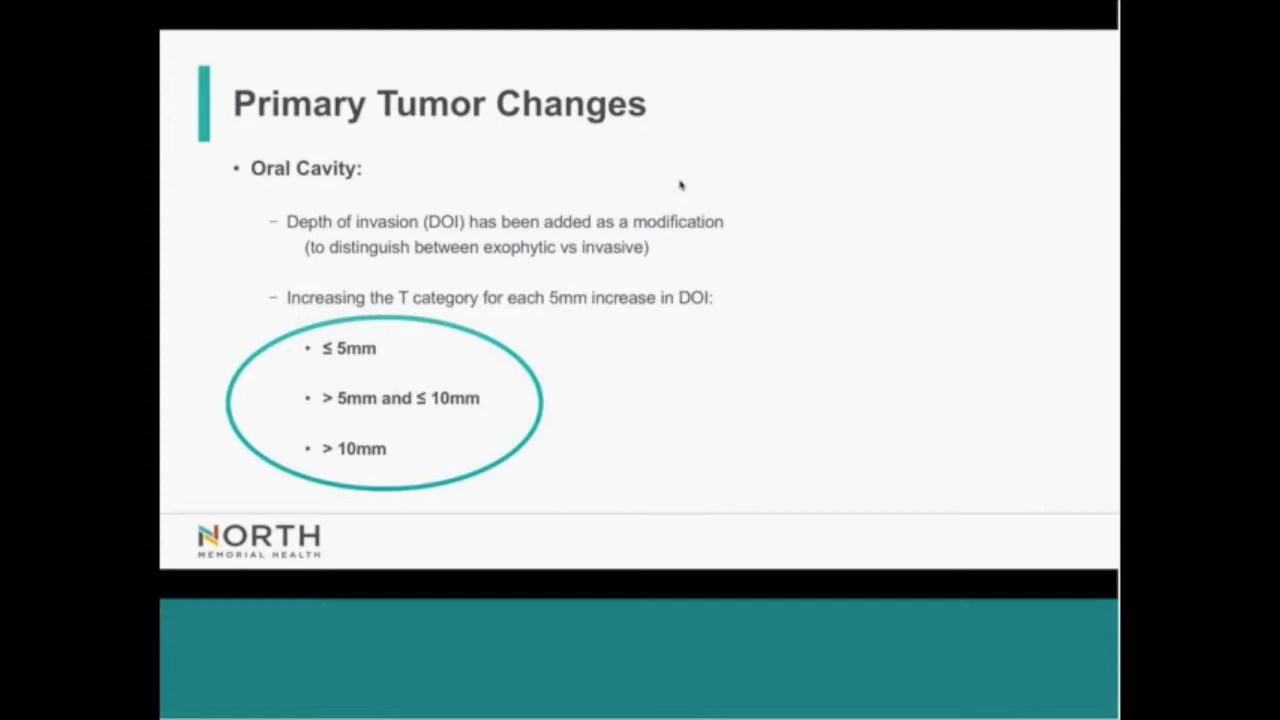 Primary Tumor Changes
• Oral Cavity:
– Depth of invasion (DOI) has been added as a modification
(to distinguish between exophytic vs invasive)
– Increasing the T category for each 5mm increase in DOI:
• ≤ 5mm
• > 5mm and ≤ 10mm
• > 10mm
NORTH
MEMORIAL HEALTH